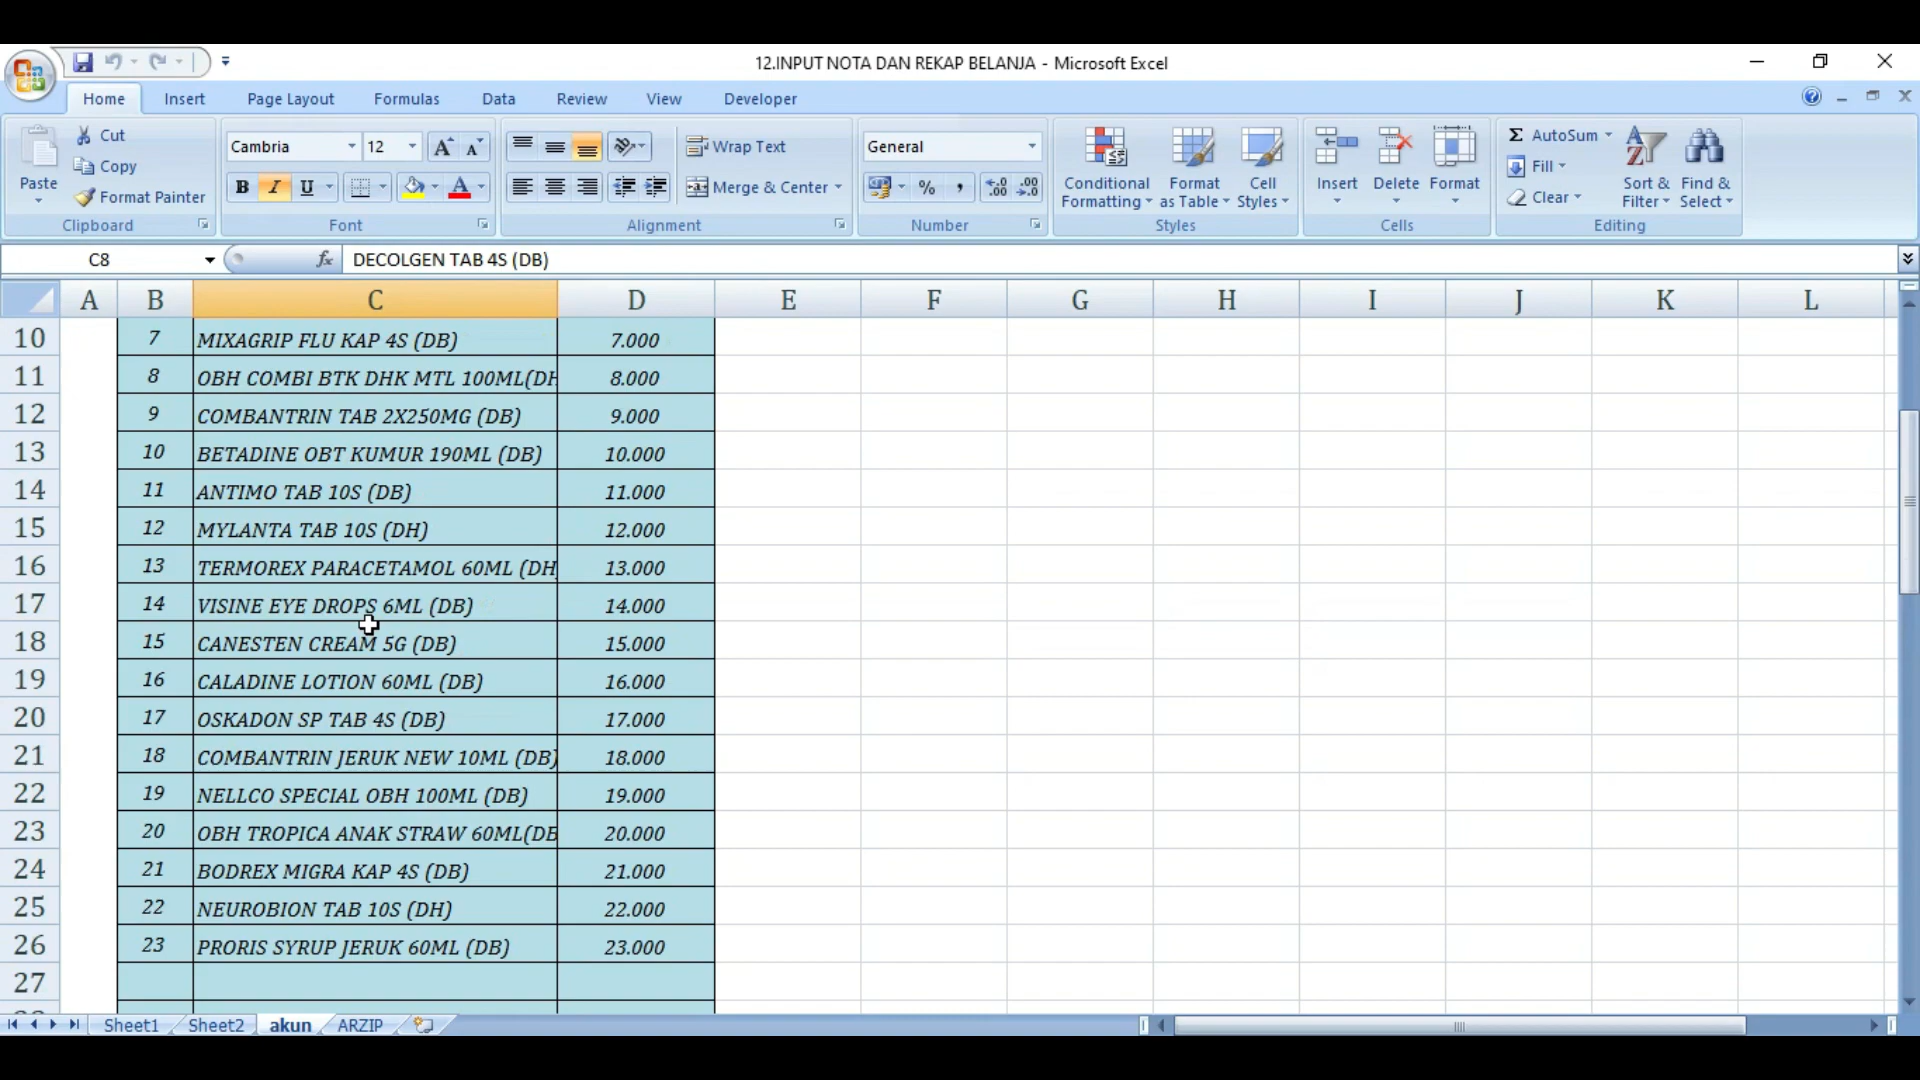 12.INPUT NOTA DAN REKAP BELANJA - Microsoft Excel
Home Insert Page Layout Formulas Data Review View Developer
Paste Cut Copy Format Painter Clipboard
Cambria 12 A A B I U A Font
Wrap Text Merge & Center Alignment
General % , .00 .00 Number
Conditional Formatting Format as Table Cell Styles Styles
Insert Delete Format Cells
Σ AutoSum Fill Clear Sort & Filter Find & Select Editing
C8 fx DECOLGEN TAB 4S (DB)
A B C D E F G H I J K L
10 7 MIXAGRIP FLU KAP 4S (DB) 7.000
11 8 OBH COMBI BTK DHK MTL 100ML(DH 8.000
12 9 COMBANTRIN TAB 2X250MG (DB) 9.000
13 10 BETADINE OBT KUMUR 190ML (DB) 10.000
14 11 ANTIMO TAB 10S (DB) 11.000
15 12 MYLANTA TAB 10S (DH) 12.000
16 13 TERMOREX PARACETAMOL 60ML (DH 13.000
17 14 VISINE EYE DROPS 6ML (DB) 14.000
18 15 CANESTEN CREAM 5G (DB) 15.000
19 16 CALADINE LOTION 60ML (DB) 16.000
20 17 OSKADON SP TAB 4S (DB) 17.000
21 18 COMBANTRIN JERUK NEW 10ML (DB) 18.000
22 19 NELLCO SPECIAL OBH 100ML (DB) 19.000
23 20 OBH TROPICA ANAK STRAW 60ML(DB 20.000
24 21 BODREX MIGRA KAP 4S (DB) 21.000
25 22 NEUROBION TAB 10S (DH) 22.000
26 23 PRORIS SYRUP JERUK 60ML (DB) 23.000
27
Sheet1 Sheet2 akun ARZIP